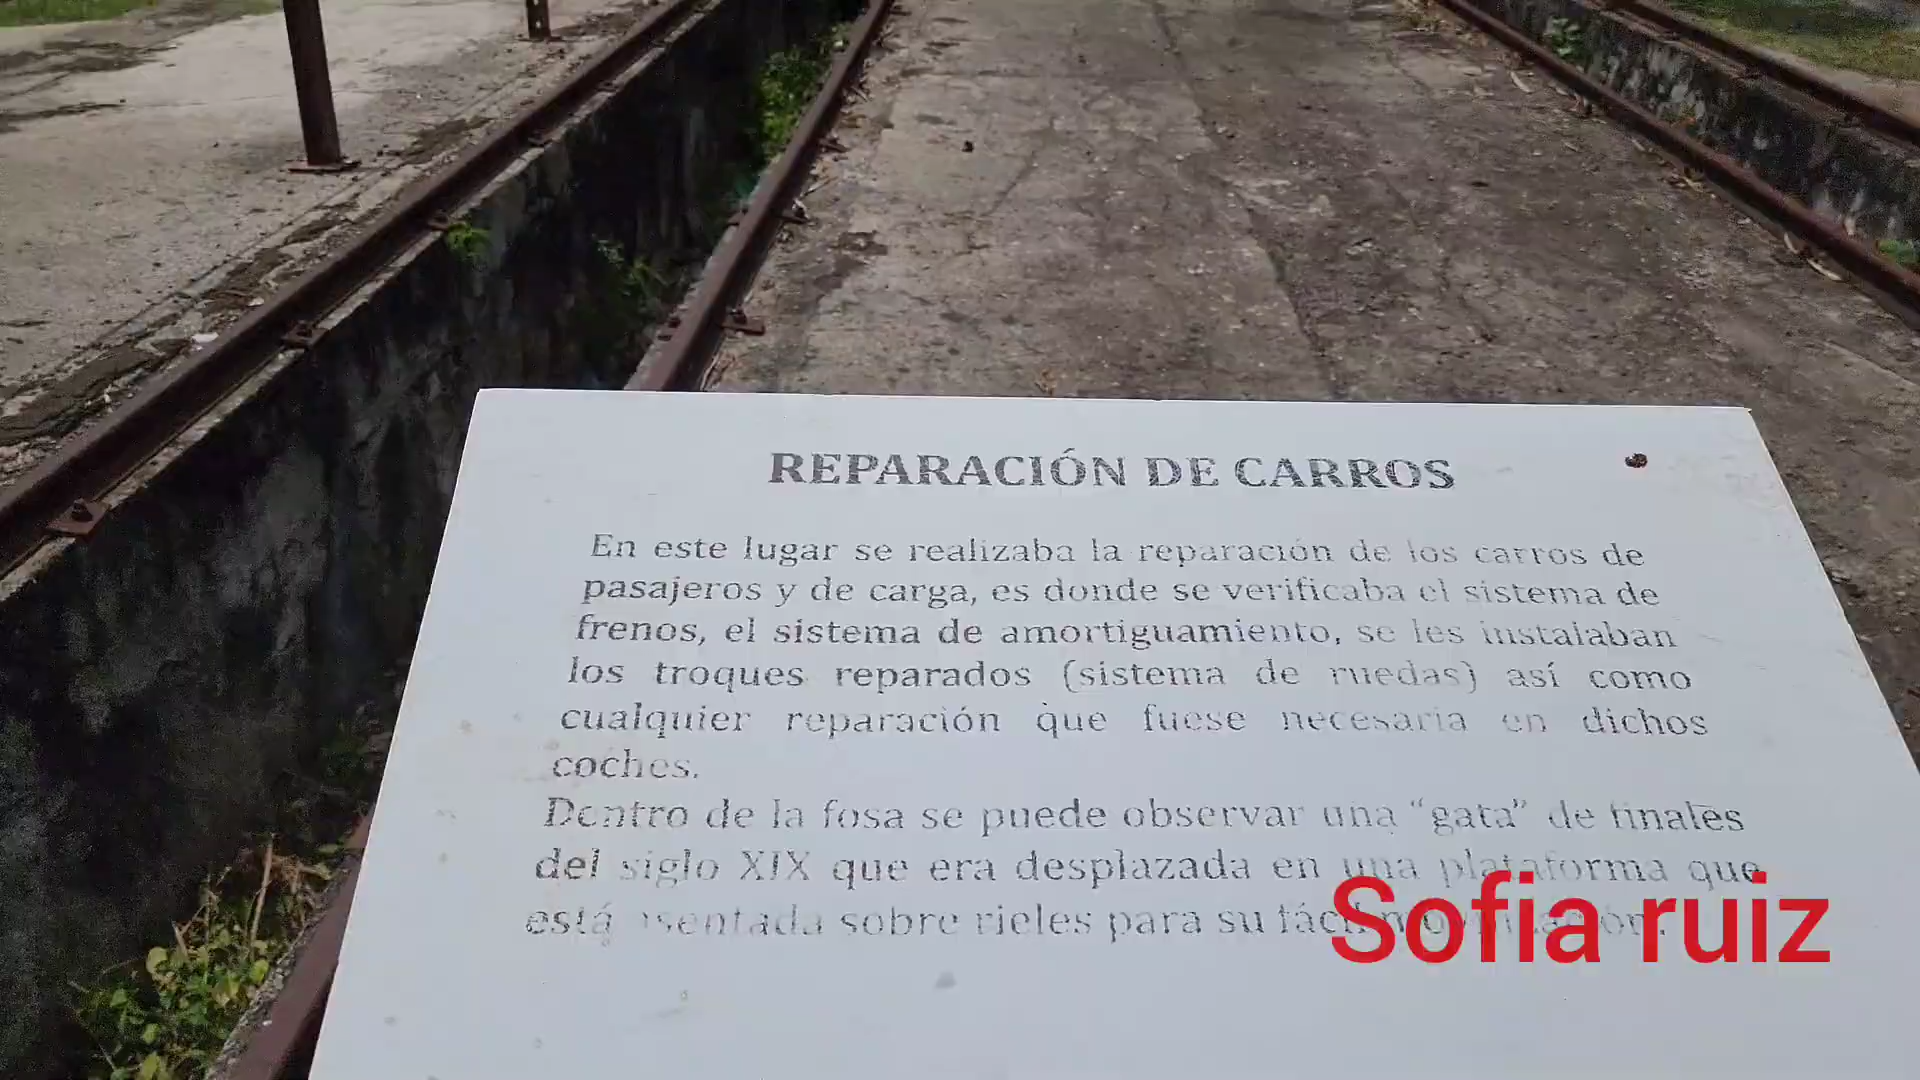 REPARACIÓN DE CARROS
En este lugar se realizaba la reparación de los carros de
pasajeros y de carga, es donde se verificaba el sistema de
frenos, el sistema de amortiguamiento, se les instalaban
los troques reparados (sistema de ruedas) así como
cualquier reparación que fuese necesaria en dichos
coches.
Dentro de la fosa se puede observar una “gata” de finales
del siglo XIX que era desplazada en una plataforma que
está asentada sobre rieles para su fácil
Sofia ruiz